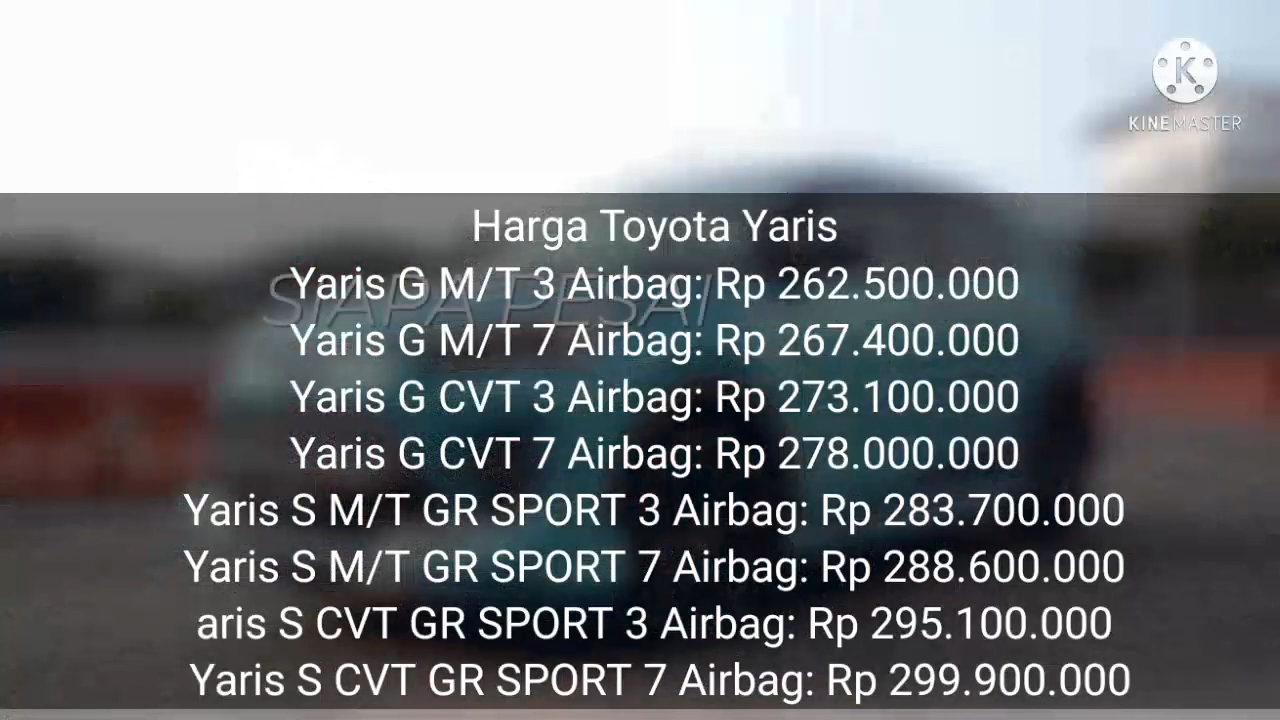 KINEMASTER
Harga Toyota Yaris
Yaris G M/T 3 Airbag: Rp 262.500.000
SIAPA PESAI
Yaris G M/T 7 Airbag: Rp 267.400.000
Yaris G CVT 3 Airbag: Rp 273.100.000
Yaris G CVT 7 Airbag: Rp 278.000.000
Yaris S M/T GR SPORT 3 Airbag: Rp 283.700.000
Yaris S M/T GR SPORT 7 Airbag: Rp 288.600.000
aris S CVT GR SPORT 3 Airbag: Rp 295.100.000
Yaris S CVT GR SPORT 7 Airbag: Rp 299.900.000